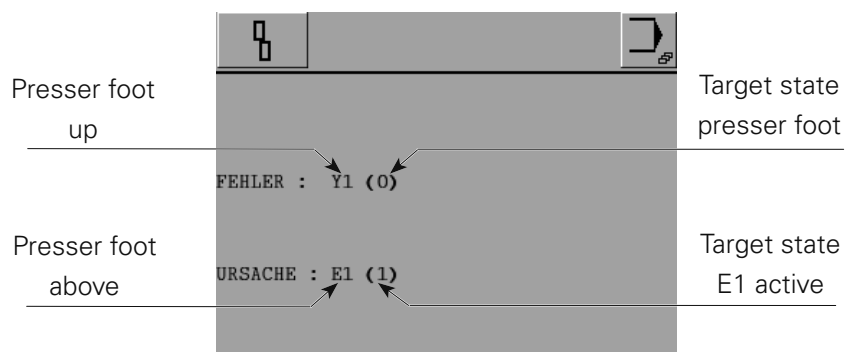 Presser foot
up
Target state
presser foot
FEHLER : Y1 (0)
Presser foot
above
Target state
E1 active
URSACHE : E1 (1)